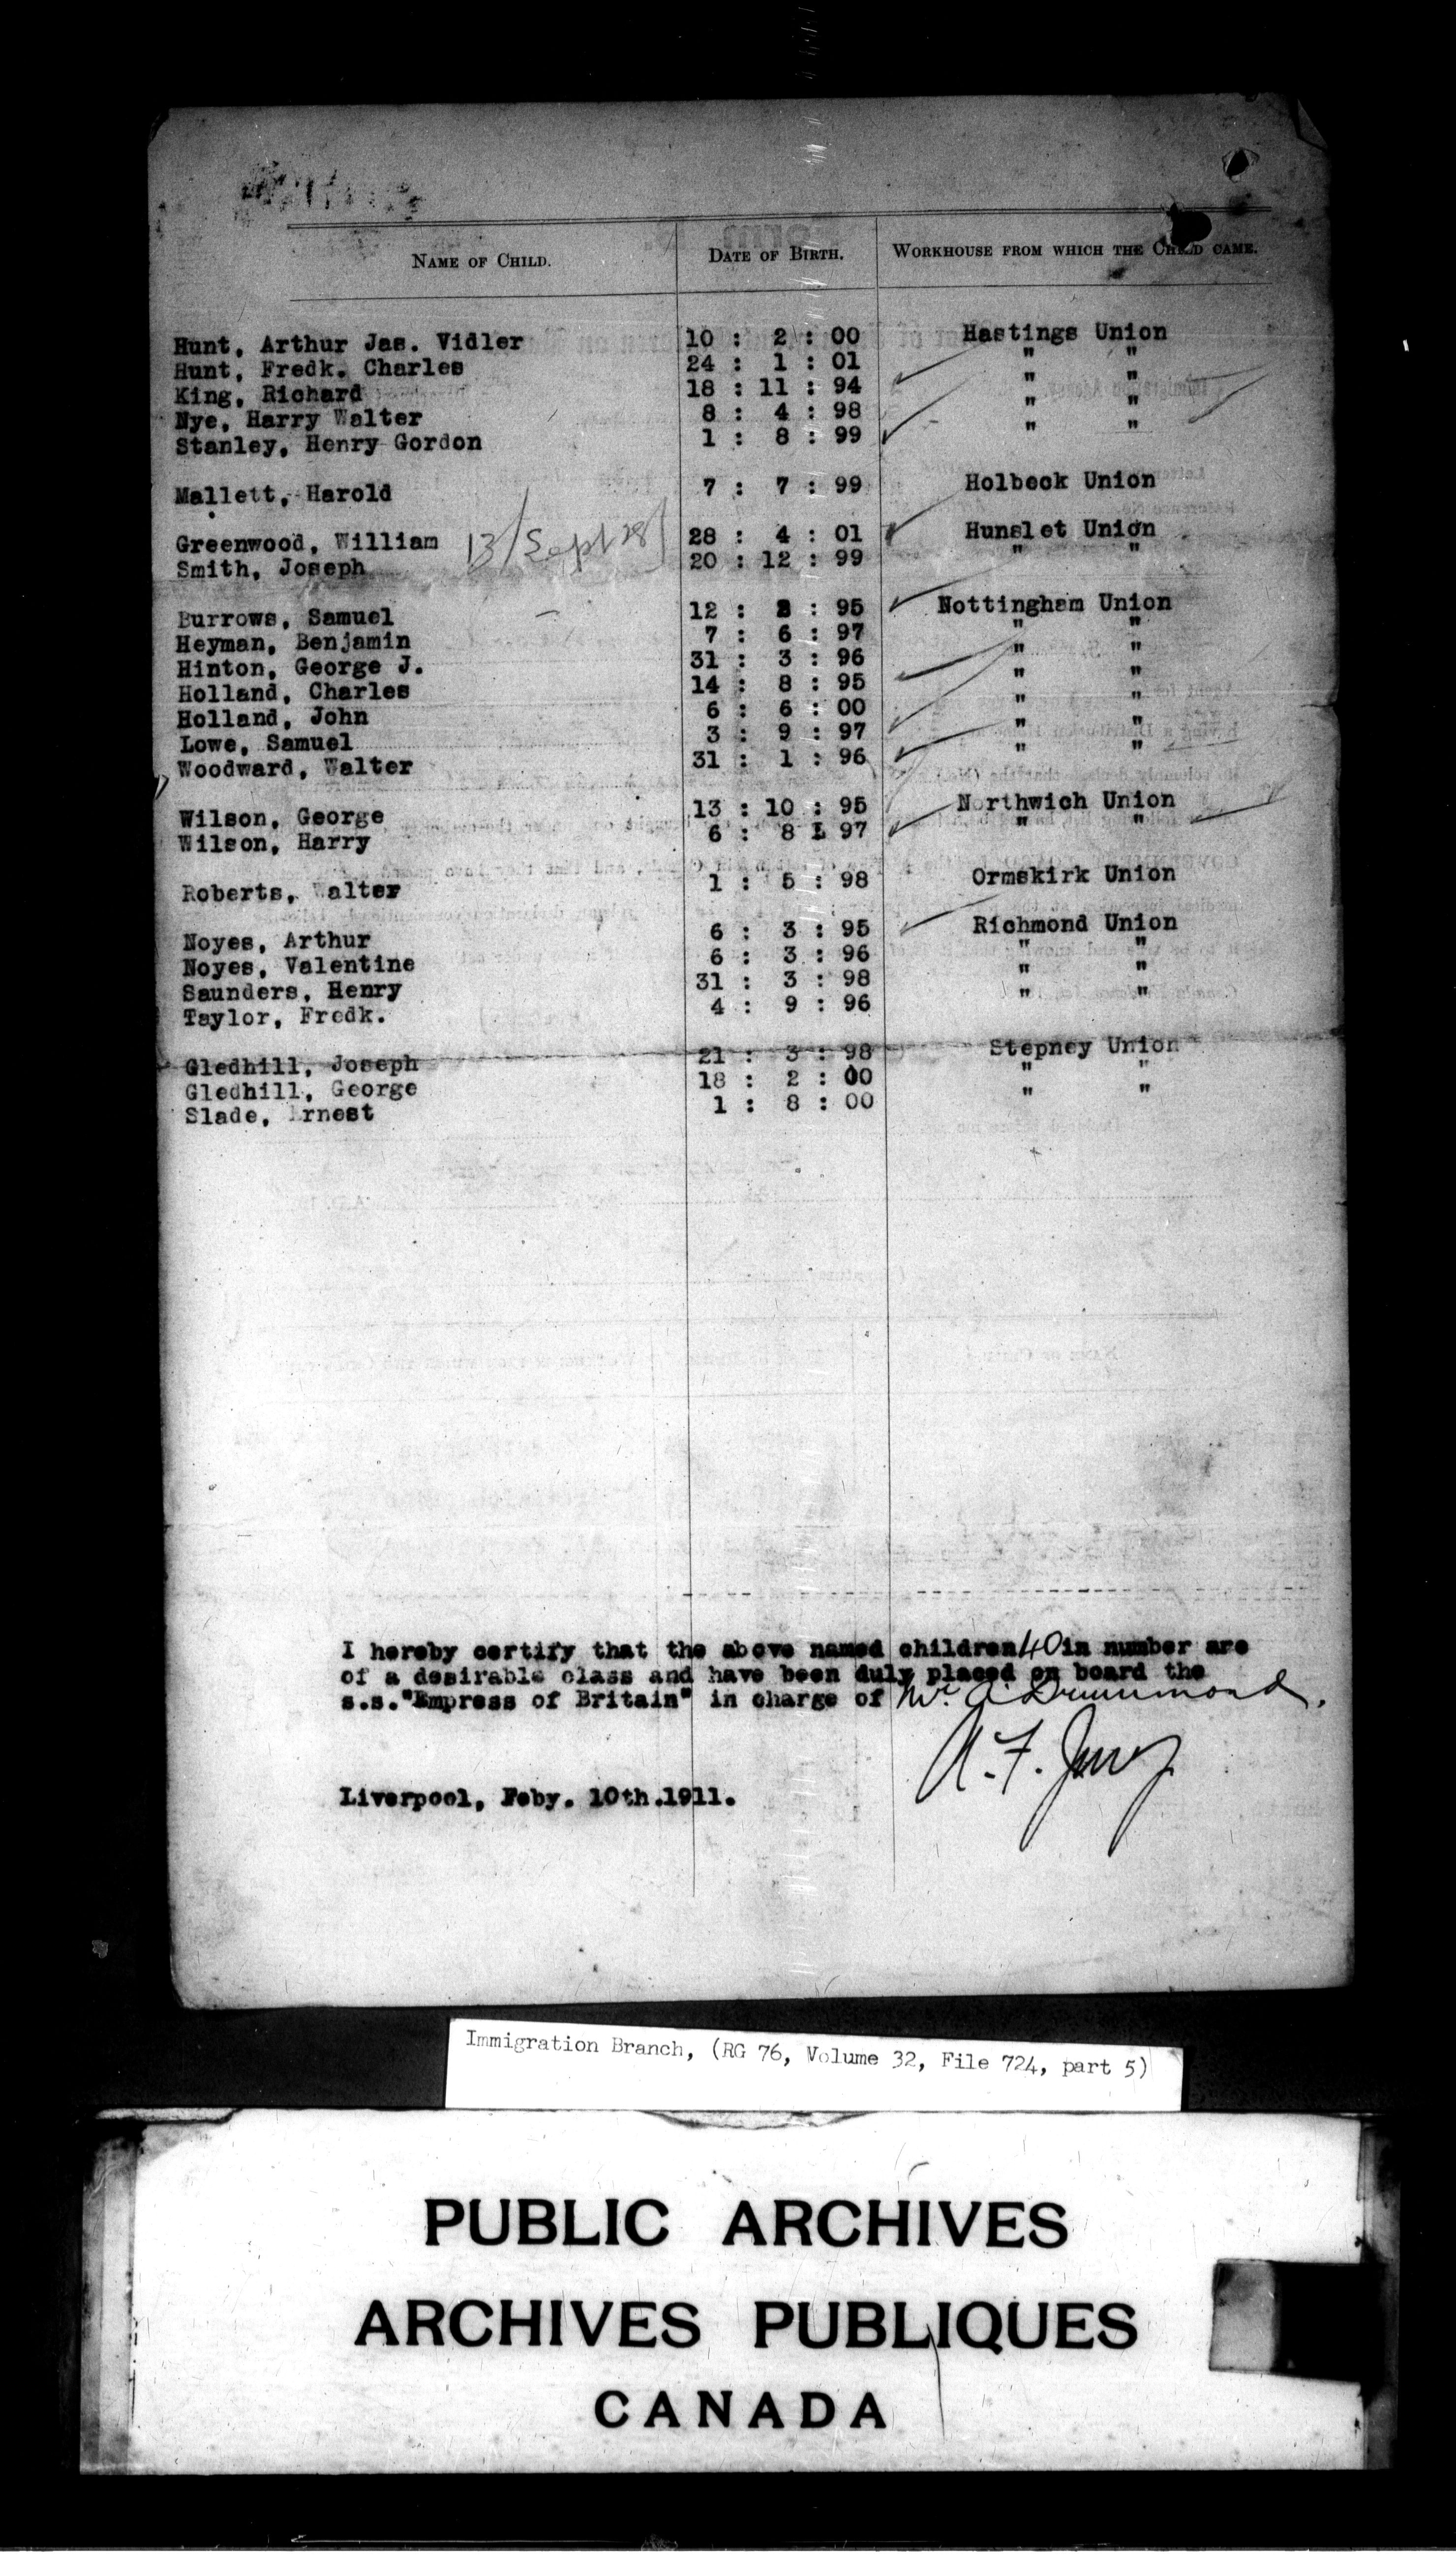 NAME OF CHILD. DATE OF BIRTH. WORKHOUSE FROM WHICH THE CHILD CAME.
Hunt, Arthur Jas. Vidler 10 : 2 : 00 Hastings Union
Hunt, Fredk. Charles 24 : 1 : 01 " "
King, Richard 18 : 11 : 94 " "
Nye, Harry Walter 8 : 4 : 98 " "
Stanley, Henry Gordon 1 : 8 : 99 " "
Mallett, Harold 7 : 7 : 99 Holbeck Union
Greenwood, William 13/Sept 28 28 : 4 : 01 Hunslet Union
Smith, Joseph 20 : 12 : 99 " "
Burrows, Samuel 12 : : 95 Nottingham Union
Heyman, Benjamin 7 : 6 : 97 " "
Hinton, George J. 31 : 3 : 96 " "
Holland, Charles 14 : 8 : 95 " "
Holland, John 6 : 6 : 00 " "
Lowe, Samuel 3 : 9 : 97 " "
Woodward, Walter 31 : 1 : 96 " "
Wilson, George 13 : 10 : 95 Northwich Union
Wilson, Harry 6 : 8 : 97 " "
Roberts, Walter 1 : 5 : 98 Ormskirk Union
Noyes, Arthur 6 : 3 : 95 Richmond Union
Noyes, Valentine 6 : 3 : 96 " "
Saunders, Henry 31 : 3 : 98 " "
Taylor, Fredk. 4 : 9 : 96 " "
Gledhill, Joseph 21 : 3 : 98 Stepney Union
Gledhill, George 18 : 2 : 00 " "
Slade, Ernest 1 : 8 : 00 " "
I hereby certify that the above named children 40 in number are
of a desirable class and have been duly placed on board the
s.s."Empress of Britain" in charge of Mr. A. Drummond.
A. F. Jury
Liverpool, Feby. 10th.1911.
Immigration Branch, (RG 76, Volume 32, File 724, part 5)
PUBLIC ARCHIVES
ARCHIVES PUBLIQUES
CANADA